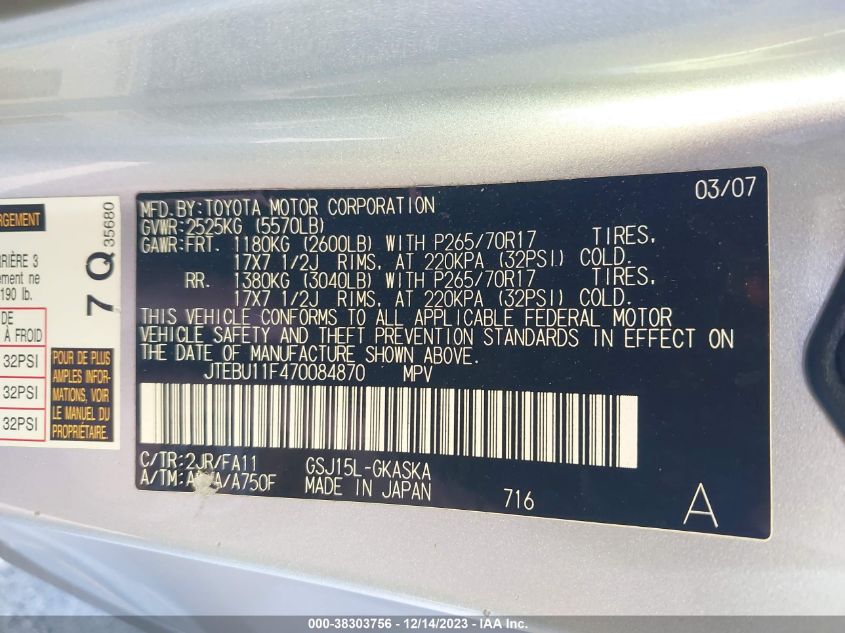 RGEMENT
RRIÈRE 3
ement ne
190 lb.
DE
À FROID
32PSI
32PSI
32PSI
7 Q 35680
POUR DE PLUS
AMPLES INFOR-
MATIONS, VOIR
LE MANUEL DU
PROPRIÉTAIRE.
03/07
MFD.BY:TOYOTA MOTOR CORPORATION
GVWR:2525KG (5570LB)
GAWR:FRT. 1180KG (2600LB) WITH P265/70R17 TIRES,
17X7 1/2J RIMS, AT 220KPA (32PSI) COLD.
RR. 1380KG (3040LB) WITH P265/70R17 TIRES,
17X7 1/2J RIMS, AT 220KPA (32PSI) COLD.
THIS VEHICLE CONFORMS TO ALL APPLICABLE FEDERAL MOTOR
VEHICLE SAFETY AND THEFT PREVENTION STANDARDS IN EFFECT ON
THE DATE OF MANUFACTURE SHOWN ABOVE.
JTEBU11F470084870 MPV
C/TR:2JR/FA11 GSJ15L-GKASKA
A/TM: /A750F MADE IN JAPAN 716 A
000-38303756 - 12/14/2023 - IAA Inc.